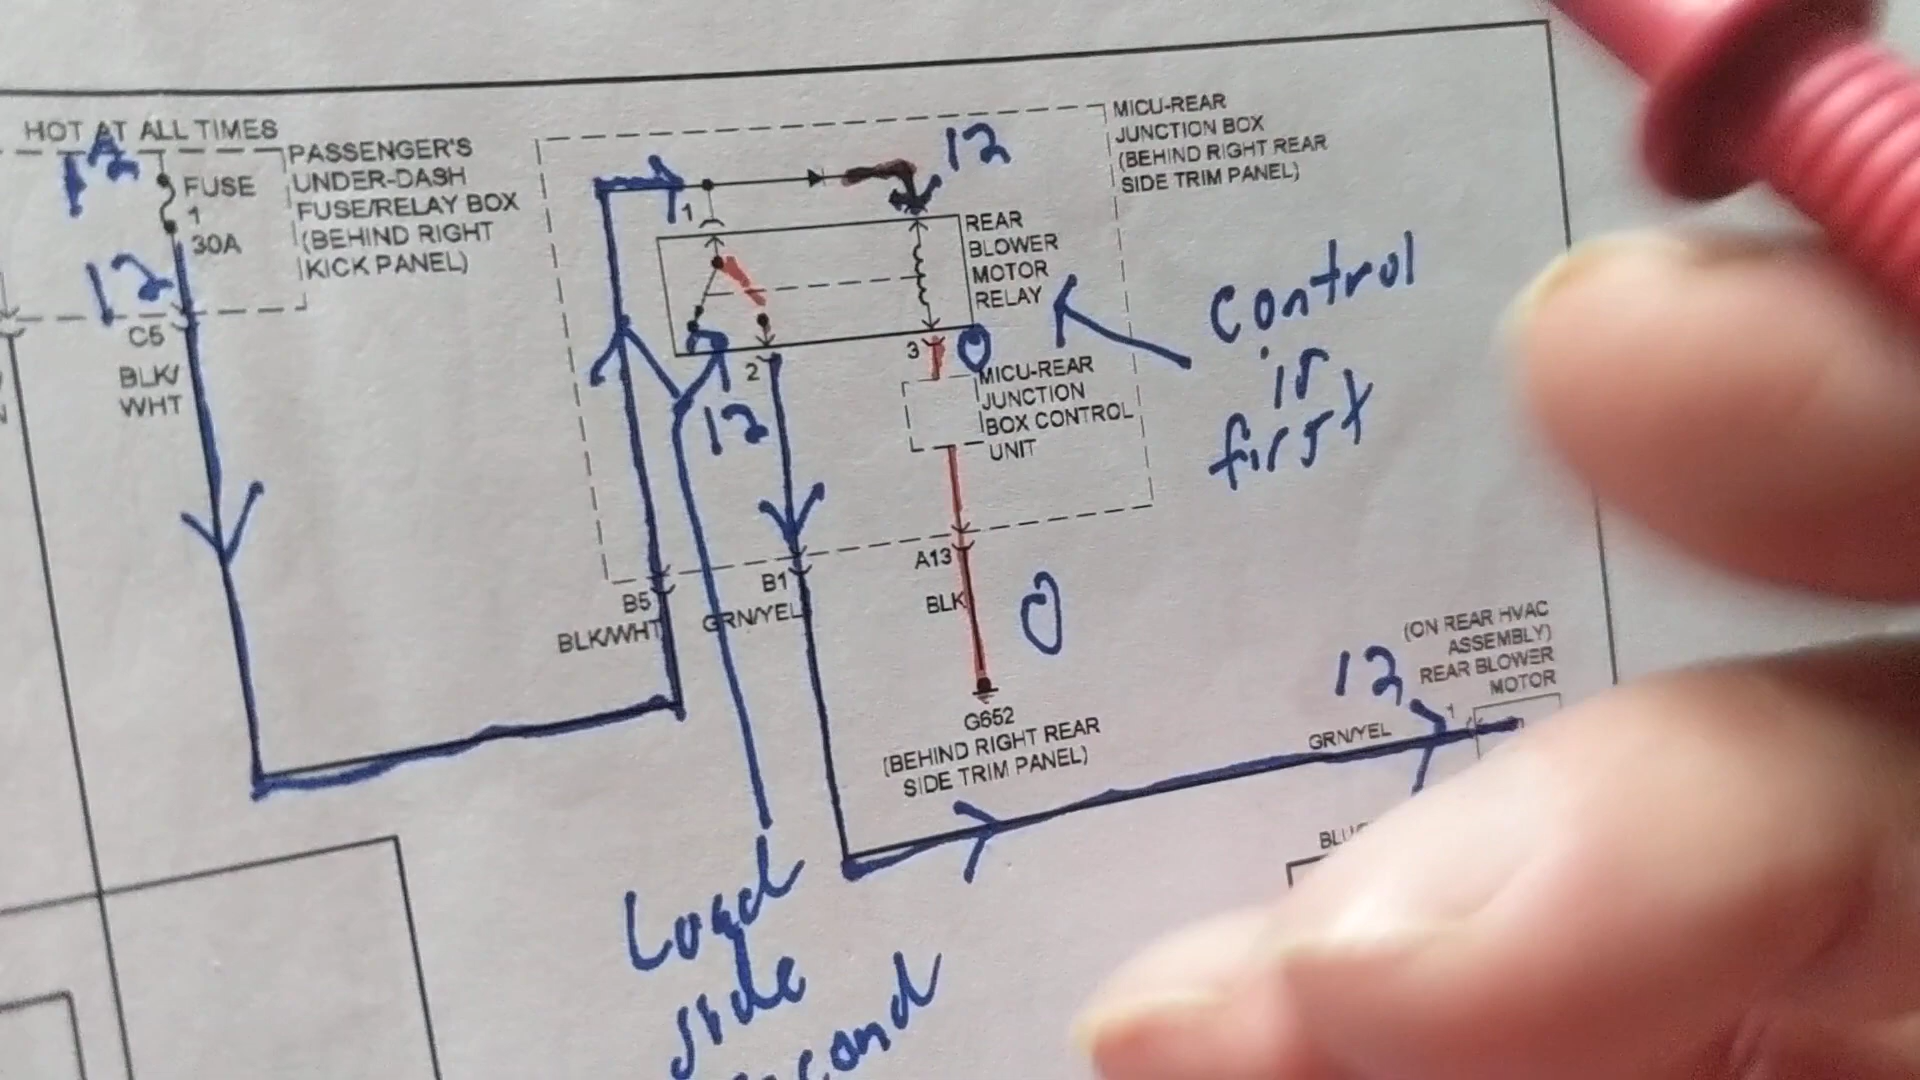 HOT AT ALL TIMES
12
FUSE
1
30A
12
PASSENGER'S
UNDER-DASH
FUSE/RELAY BOX
(BEHIND RIGHT
KICK PANEL)
C5
BLK/
WHT
MICU-REAR
JUNCTION BOX
(BEHIND RIGHT REAR
SIDE TRIM PANEL)
12
1
REAR
BLOWER
MOTOR
RELAY
2
3
0
12
MICU-REAR
JUNCTION
BOX CONTROL
UNIT
Control
is
first
B5
BLK/WHT
B1
GRN/YEL
A13
BLK
0
G652
(BEHIND RIGHT REAR
SIDE TRIM PANEL)
(ON REAR HVAC
ASSEMBLY)
REAR BLOWER
MOTOR
12
1
GRN/YEL
Load
side